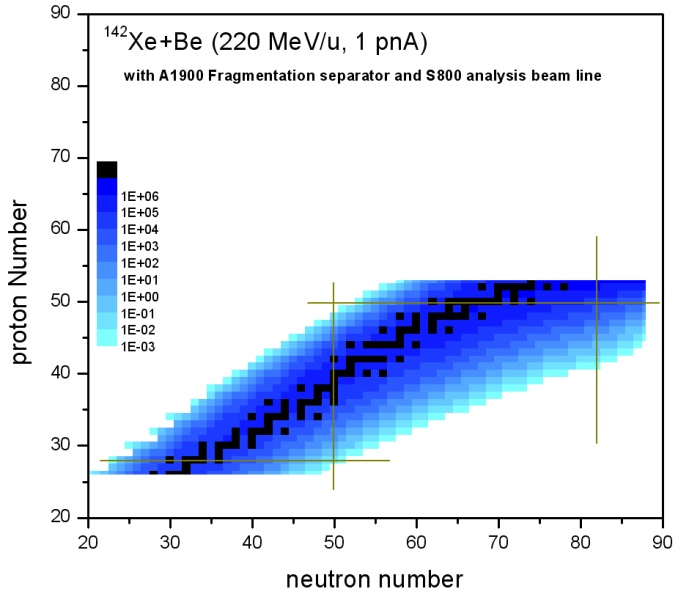 ¹⁴²Xe+Be (220 MeV/u, 1 pnA)
with A1900 Fragmentation separator and S800 analysis beam line
90
80
70
60
50
40
30
20
proton Number
1E+06
1E+05
1E+04
1E+03
1E+02
1E+01
1E+00
1E-01
1E-02
1E-03
20 30 40 50 60 70 80 90
neutron number